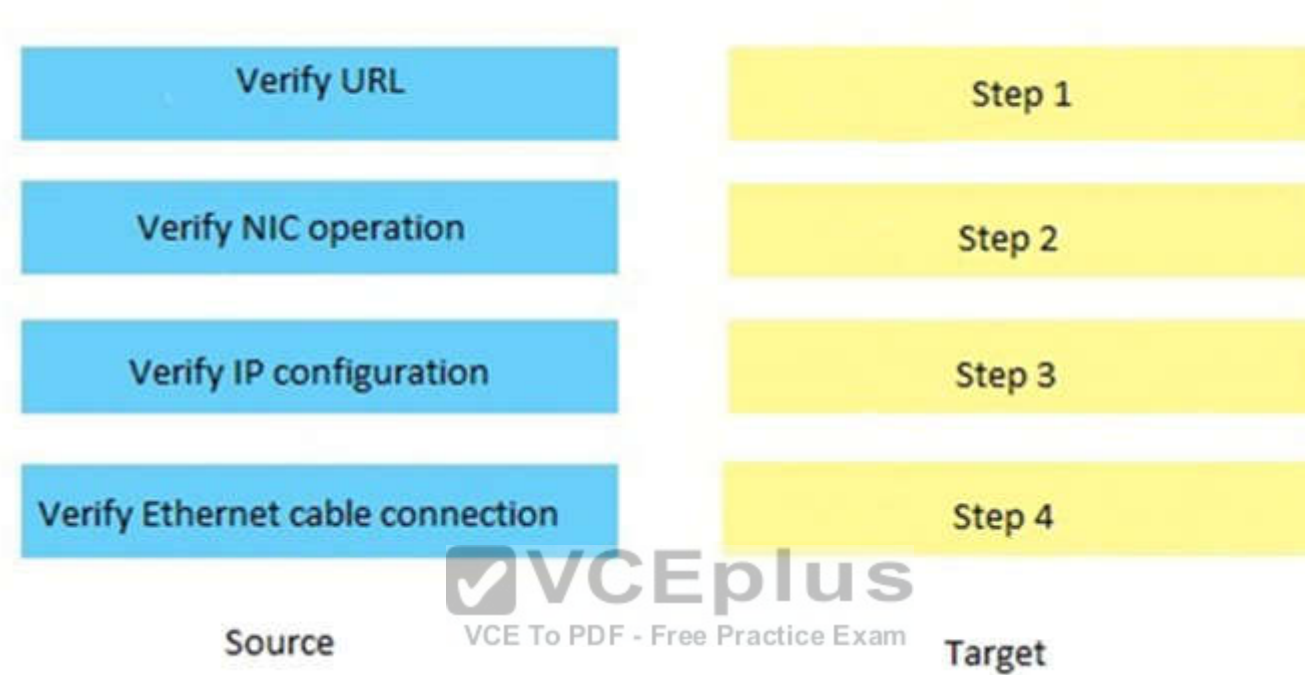 Verify URL
Step 1
Verify NIC operation
Step 2
Verify IP configuration
Step 3
Verify Ethernet cable connection
Step 4
VCEplus
VCE To PDF - Free Practice Exam
Source
Target